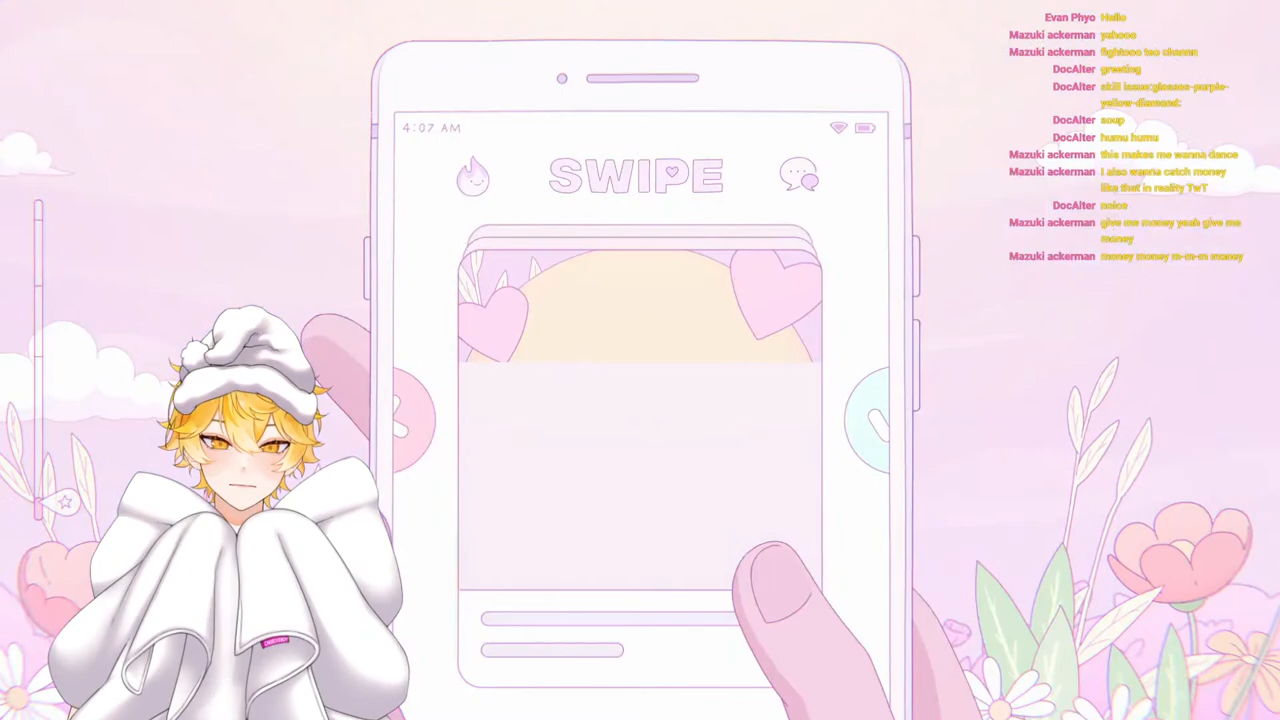 4:07 AM
SWIPE
Evan Phyo Hello
Mazuki ackerman yahooo
Mazuki ackerman fightooo teo channn
DocAlter greeting
DocAlter skill issue:glasses-purple-
yellow-diamond:
DocAlter soup
DocAlter humu humu
Mazuki ackerman this makes me wanna dance
Mazuki ackerman I also wanna catch money
like that in reality TwT
DocAlter nnice
Mazuki ackerman give me money yeah give me
money
Mazuki ackerman money money m-m-m money